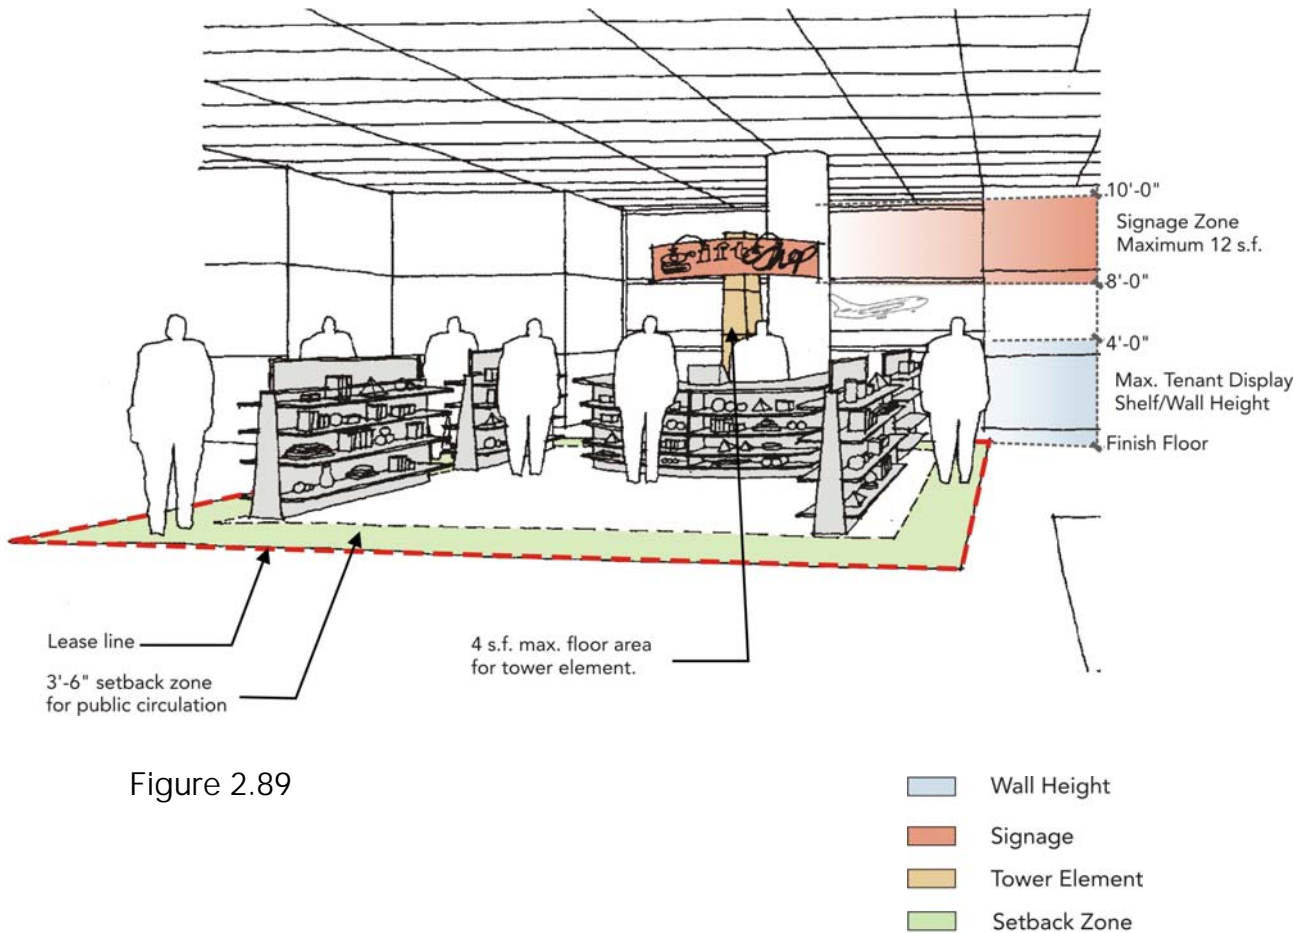 Gift Shop
10'-0"
Signage Zone
Maximum 12 s.f.
8'-0"
4'-0"
Max. Tenant Display
Shelf/Wall Height
Finish Floor
Lease line
3'-6" setback zone
for public circulation
4 s.f. max. floor area
for tower element.
Figure 2.89
Wall Height
Signage
Tower Element
Setback Zone